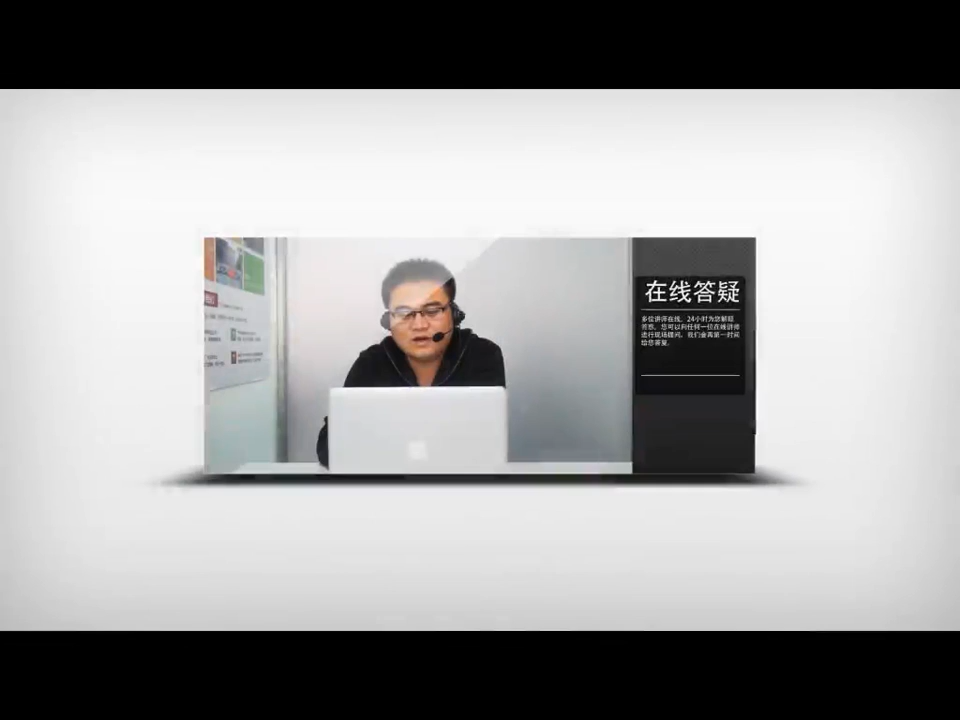 在线答疑
多位讲师在线，24小时为您解疑
答惑，您可以向任何一位在线讲师
进行现场提问，我们会再第一时间
给您答复。